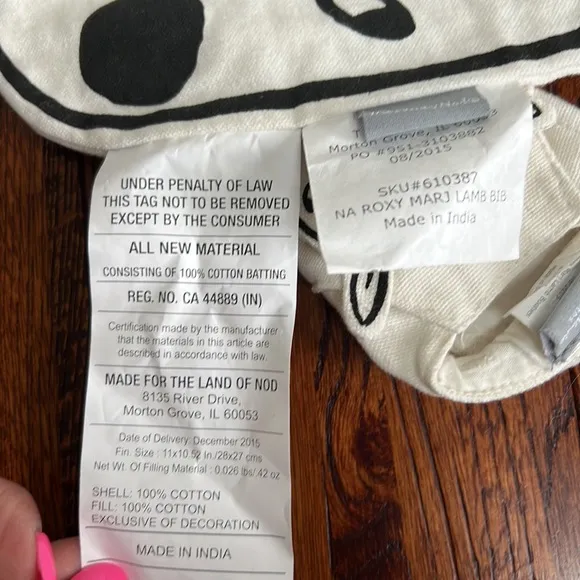 UNDER PENALTY OF LAW
THIS TAG NOT TO BE REMOVED
EXCEPT BY THE CONSUMER
ALL NEW MATERIAL
CONSISTING OF 100% COTTON BATTING
REG. NO. CA 44889 (IN)
Certification made by the manufacturer
that the materials in this article are
described in accordance with law.
MADE FOR THE LAND OF NOD
8135 River Drive,
Morton Grove, IL 60053
Date of Delivery: December 2015
Fin. Size : 11x10.52 In./28x27 cms
Net Wt. Of Filling Material : 0.026 lbs/.42 oz
SHELL: 100% COTTON
FILL: 100% COTTON
EXCLUSIVE OF DECORATION
MADE IN INDIA
Morton Grove, IL 60053
PO #951-3103882
08/2015
SKU#610387
NA ROXY MARJ LAMB BIB
Made in India